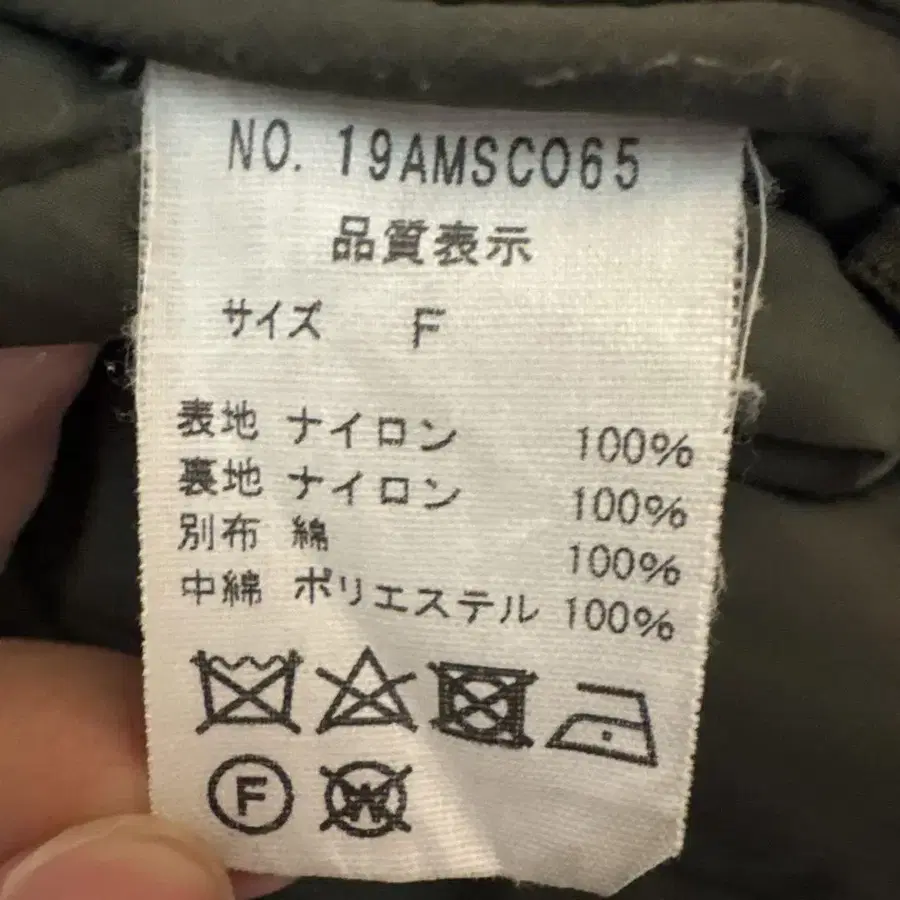 NO. 19AMSCO65
品質表示
サイズ F
表地 ナイロン 100%
裏地 ナイロン 100%
別布 綿 100%
中綿 ポリエステル 100%
F
W